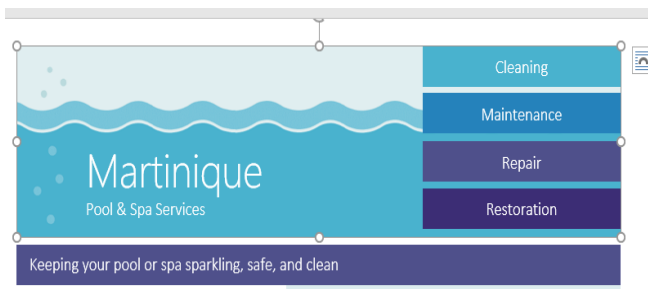 Cleaning
Maintenance
Repair
Restoration
Martinique
Pool & Spa Services
Keeping your pool or spa sparkling, safe, and clean